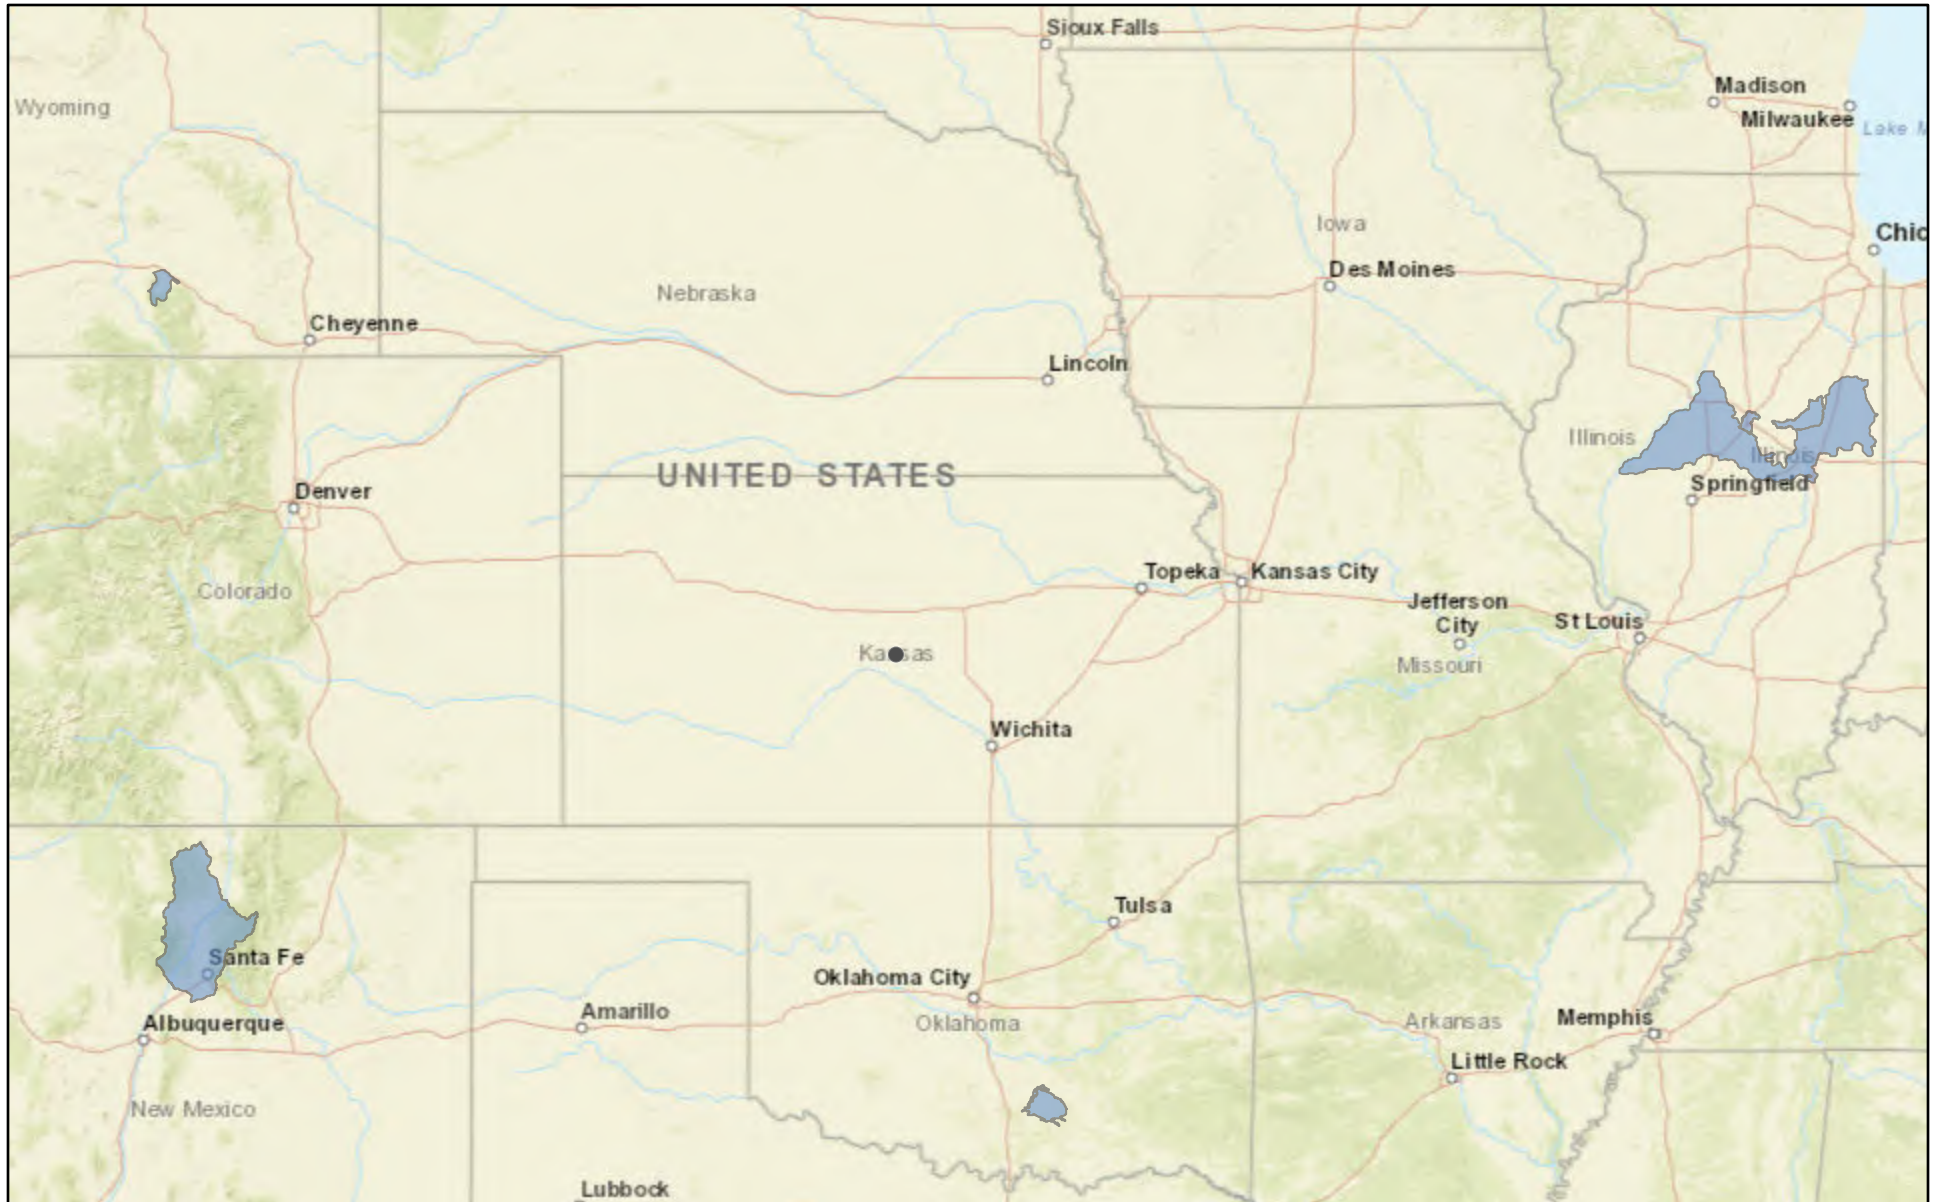 Sioux Falls
Madison
Milwaukee
Wyoming
Lake M
Iowa
Chic
Des Moines
Nebraska
Cheyenne
Lincoln
Illinois
Illinois
UNITED STATES
Springfield
Denver
Topeka
Kansas City
Colorado
Jefferson
City
St Louis
Kansas
Missouri
Wichita
Tulsa
Santa Fe
Oklahoma City
Amarillo
Albuquerque
Oklahoma
Arkansas
Memphis
Little Rock
New Mexico
Lubbock